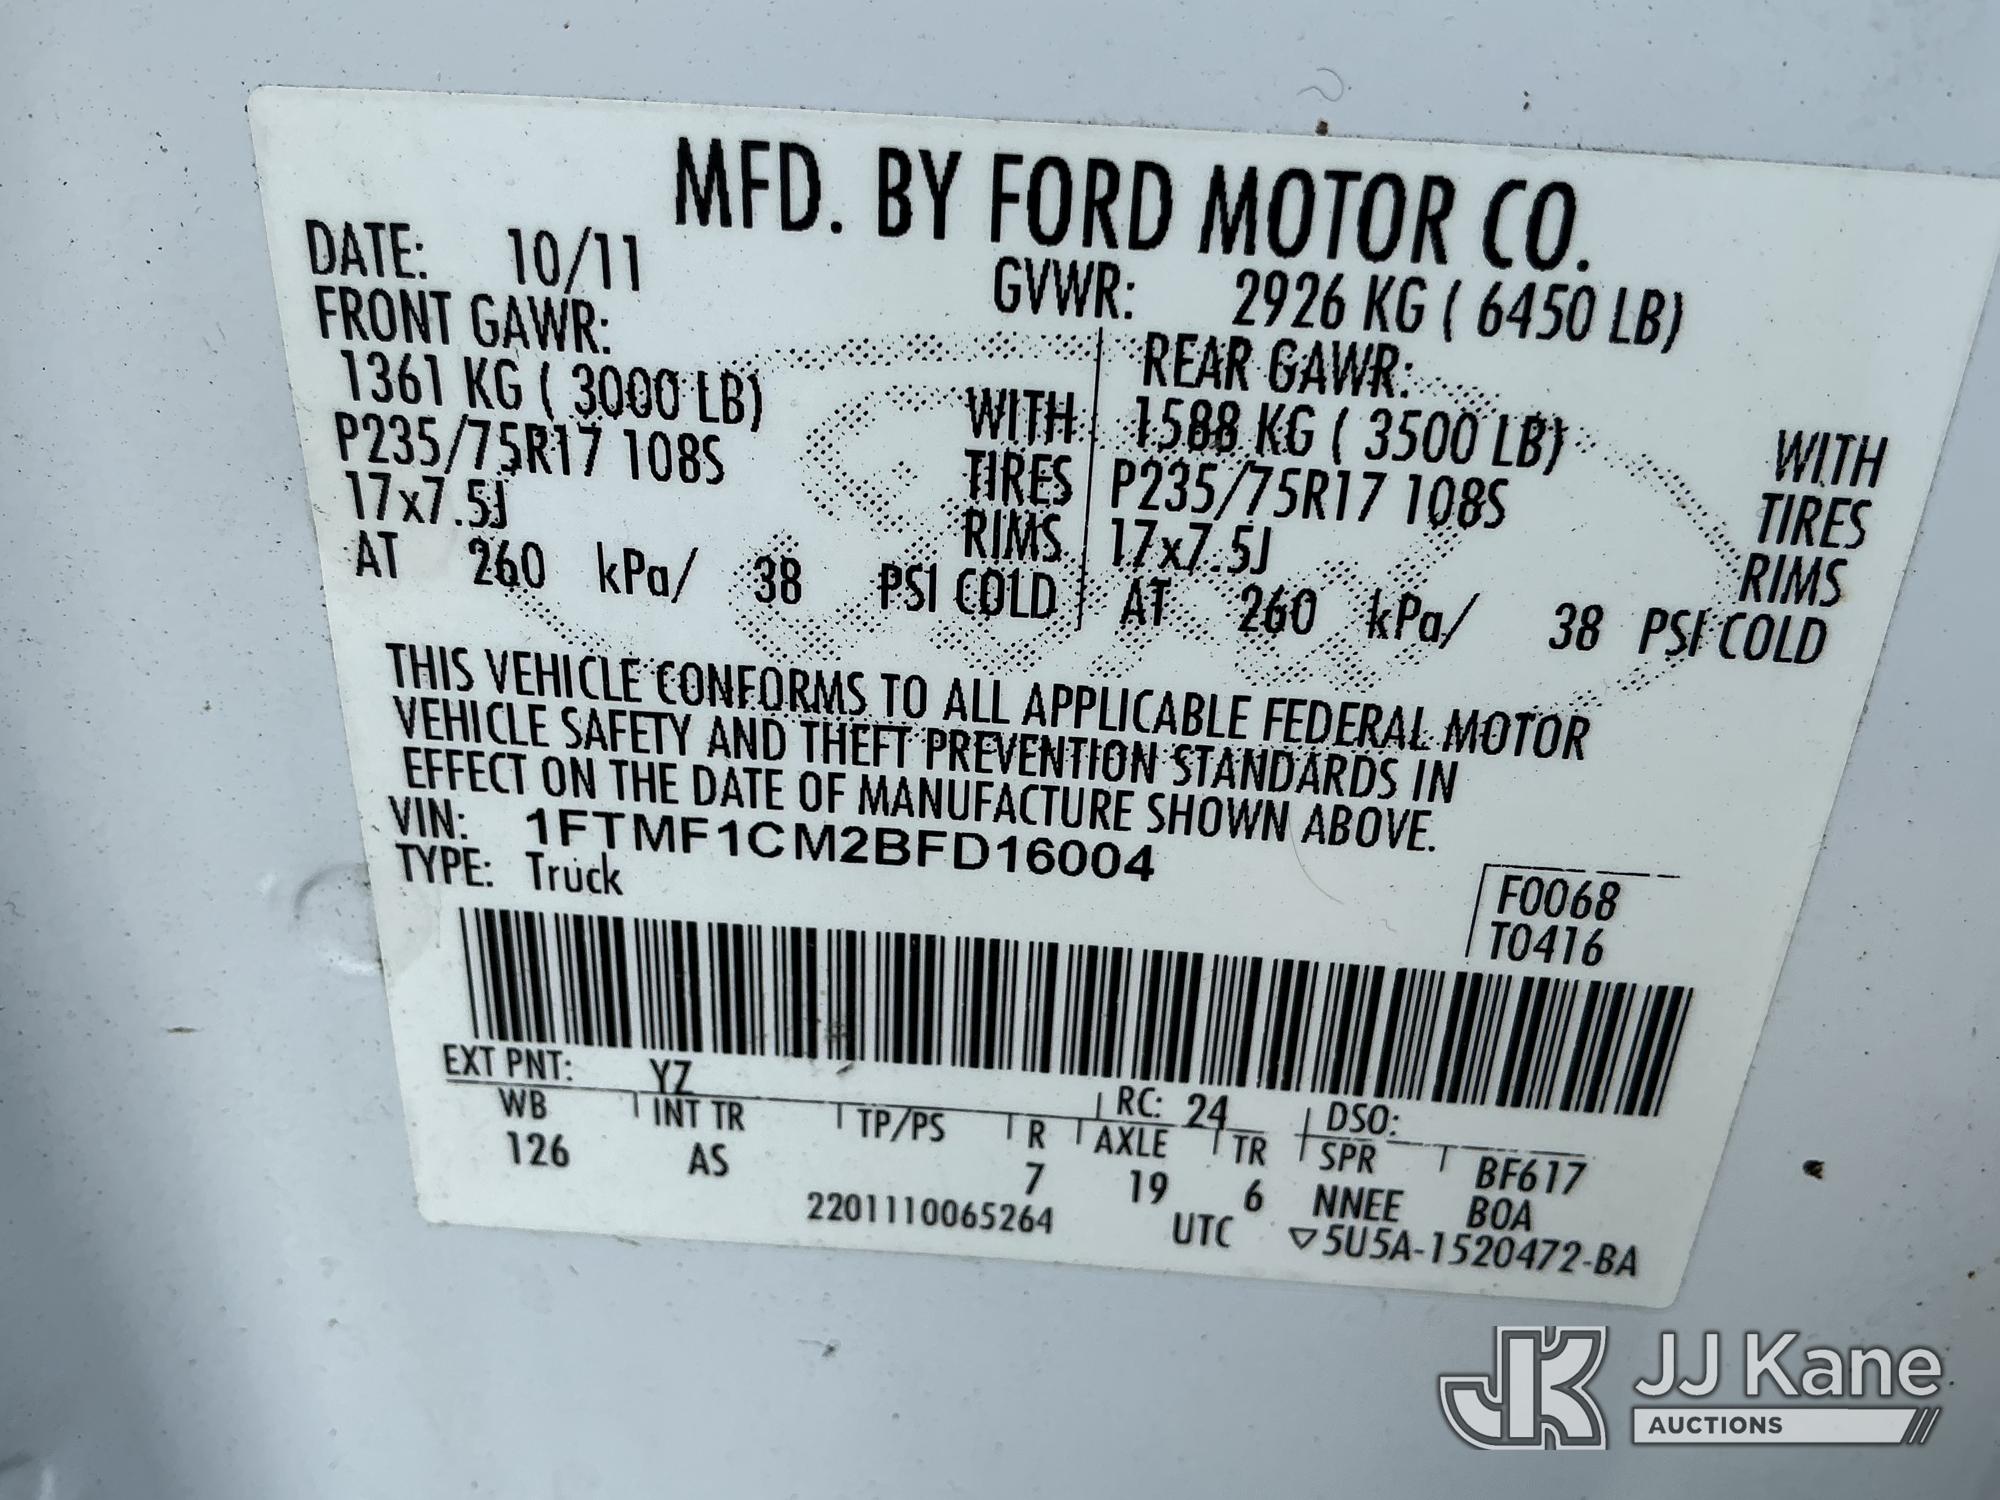 MFD. BY FORD MOTOR CO.
DATE: 10/11 GVWR: 2926 KG ( 6450 LB)
FRONT GAWR: REAR GAWR:
1361 KG ( 3000 LB) WITH 1588 KG ( 3500 LB) WITH
P235/75R17 108S TIRES P235/75R17 108S TIRES
17x7.5J RIMS 17x7.5J RIMS
AT 260 kPa/ 38 PSI COLD AT 260 kPa/ 38 PSI COLD
THIS VEHICLE CONFORMS TO ALL APPLICABLE FEDERAL MOTOR
VEHICLE SAFETY AND THEFT PREVENTION STANDARDS IN
EFFECT ON THE DATE OF MANUFACTURE SHOWN ABOVE.
VIN: 1FTMF1CM2BFD16004
TYPE: Truck
F0068
T0416
EXT PNT: YZ RC: 24 DSO:
WB INT TR TP/PS R AXLE TR SPR BF617
126 AS 7 19 6 NNEE BOA
2201110065264 UTC ▽5U5A-1520472-BA
JK JJ Kane
AUCTIONS